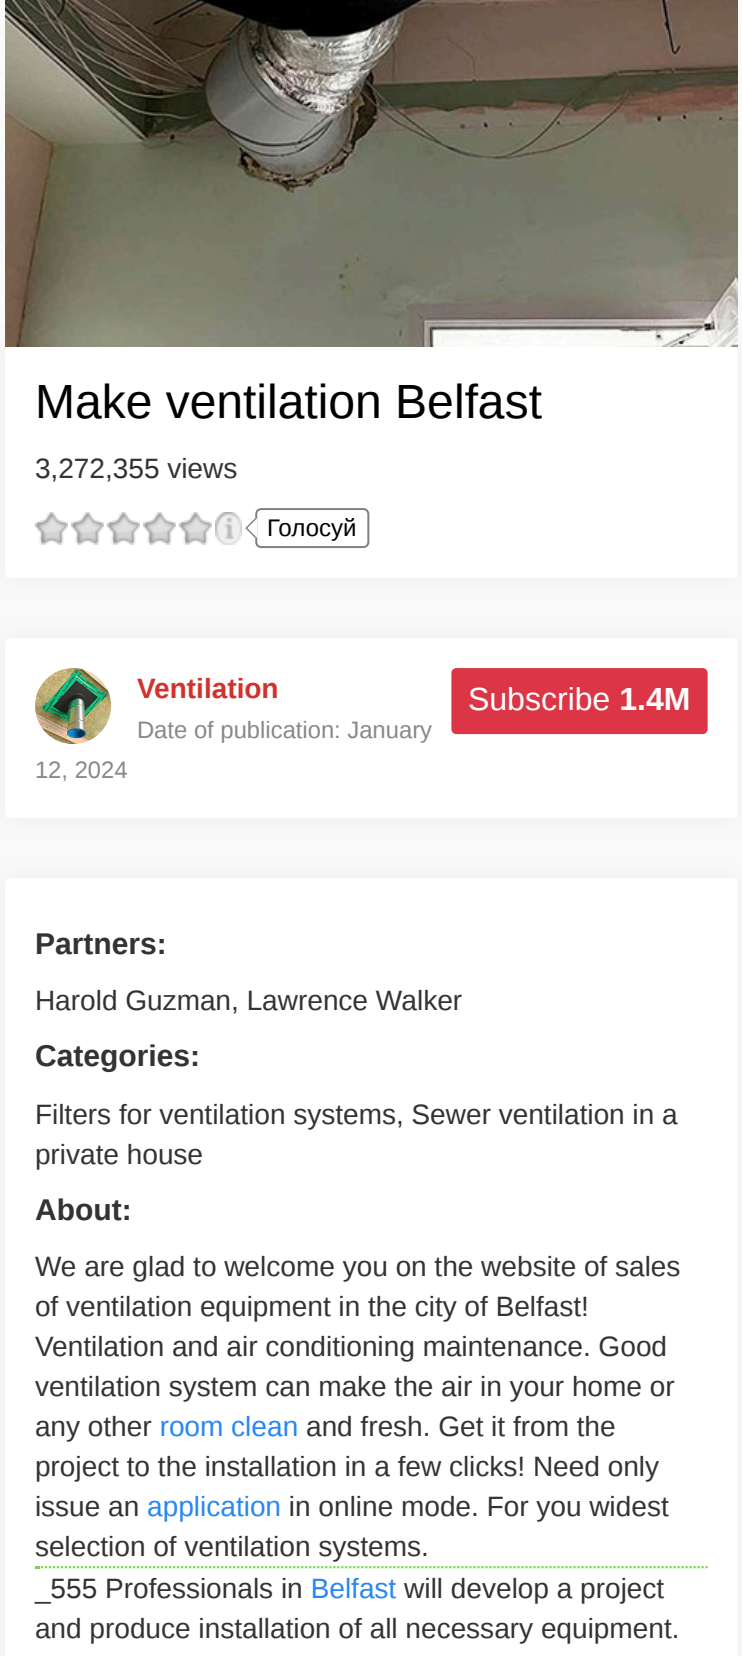 Make ventilation Belfast
3,272,355 views
Голосуй
Ventilation
Subscribe 1.4M
Date of publication: January
12, 2024
Partners:
Harold Guzman, Lawrence Walker
Categories:
Filters for ventilation systems, Sewer ventilation in a
private house
About:
We are glad to welcome you on the website of sales
of ventilation equipment in the city of Belfast!
Ventilation and air conditioning maintenance. Good
ventilation system can make the air in your home or
any other room clean and fresh. Get it from the
project to the installation in a few clicks! Need only
issue an application in online mode. For you widest
selection of ventilation systems.
_555 Professionals in Belfast will develop a project
and produce installation of all necessary equipment.